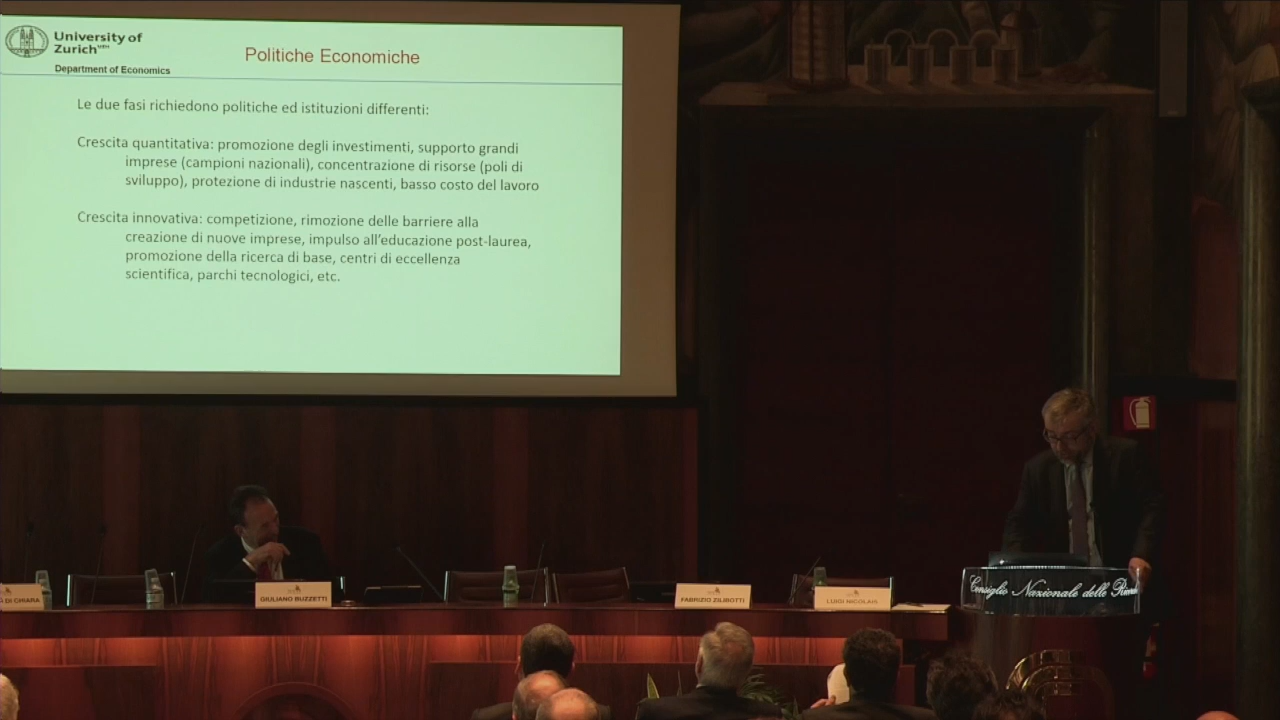 University of
Zurich
Department of Economics
Politiche Economiche
Le due fasi richiedono politiche ed istituzioni differenti:
Crescita quantitativa: promozione degli investimenti, supporto grandi
imprese (campioni nazionali), concentrazione di risorse (poli di
sviluppo), protezione di industrie nascenti, basso costo del lavoro
Crescita innovativa: competizione, rimozione delle barriere alla
creazione di nuove imprese, impulso all'educazione post-laurea,
promozione della ricerca di base, centri di eccellenza
scientifica, parchi tecnologici, etc.
DI CHIARA
GIULIANO BUZZETTI
FABRIZIO ZILIBOTTI
LUIGI NICOLAIS
Consiglio Nazionale delle